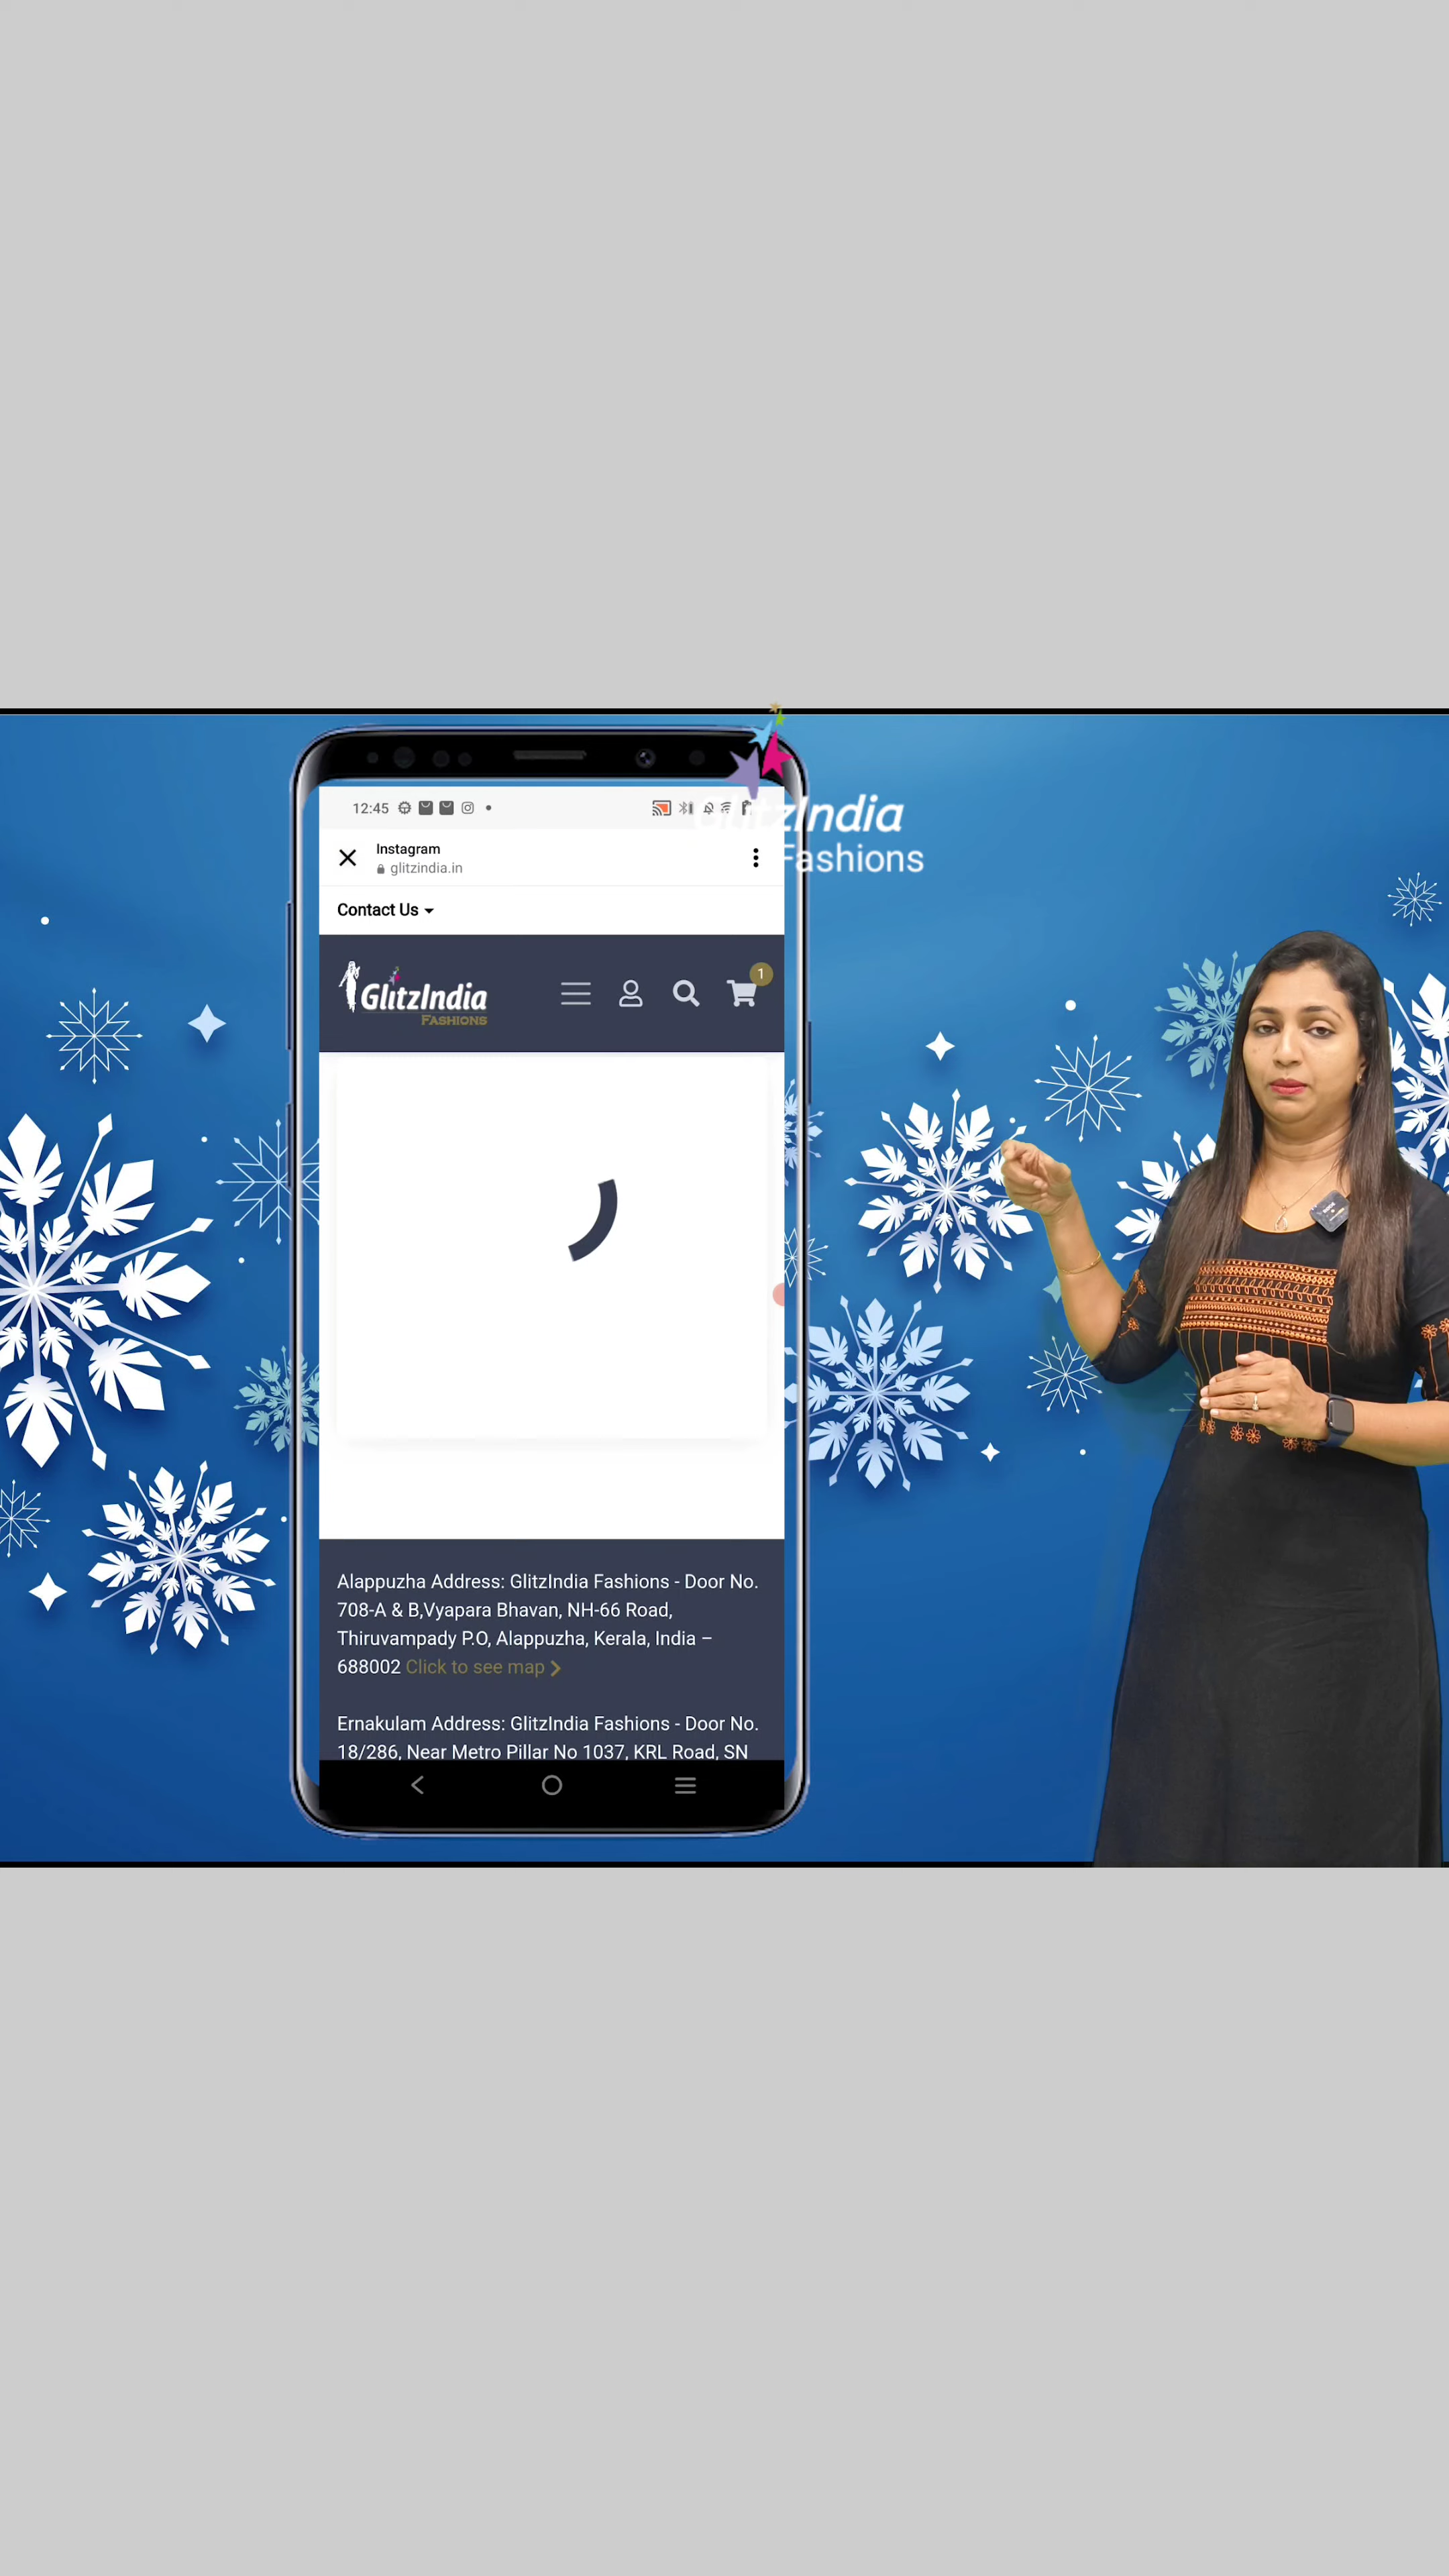 12:45
Instagram
glitzindia.in
GlitzIndia
Fashions
Contact Us
GlitzIndia
FASHIONS
1
Alappuzha Address: GlitzIndia Fashions - Door No.
708-A & B,Vyapara Bhavan, NH-66 Road,
Thiruvampady P.O, Alappuzha, Kerala, India –
688002 Click to see map
Ernakulam Address: GlitzIndia Fashions - Door No.
18/286, Near Metro Pillar No 1037, KRL Road, SN